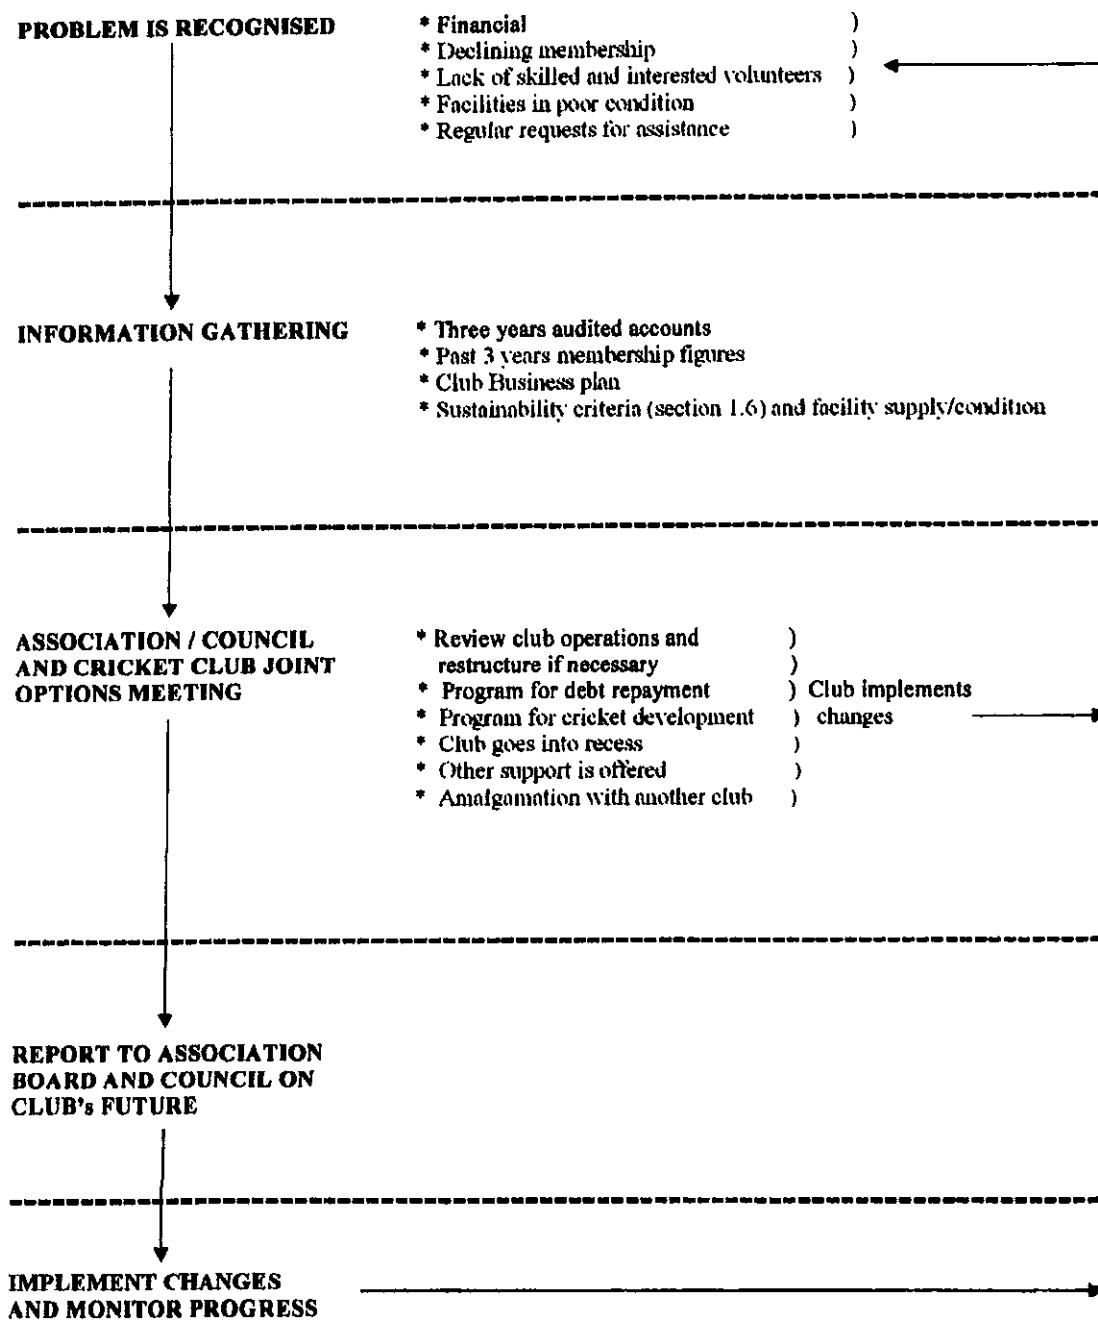 PROBLEM IS RECOGNISED
* Financial )
* Declining membership )
* Lack of skilled and interested volunteers )
* Facilities in poor condition )
* Regular requests for assistance )
INFORMATION GATHERING
* Three years audited accounts
* Past 3 years membership figures
* Club Business plan
* Sustainability criteria (section 1.6) and facility supply/condition
ASSOCIATION / COUNCIL
AND CRICKET CLUB JOINT
OPTIONS MEETING
* Review club operations and )
restructure if necessary )
* Program for debt repayment ) Club implements
* Program for cricket development ) changes
* Club goes into recess )
* Other support is offered )
* Amalgamation with another club )
REPORT TO ASSOCIATION
BOARD AND COUNCIL ON
CLUB's FUTURE
IMPLEMENT CHANGES
AND MONITOR PROGRESS